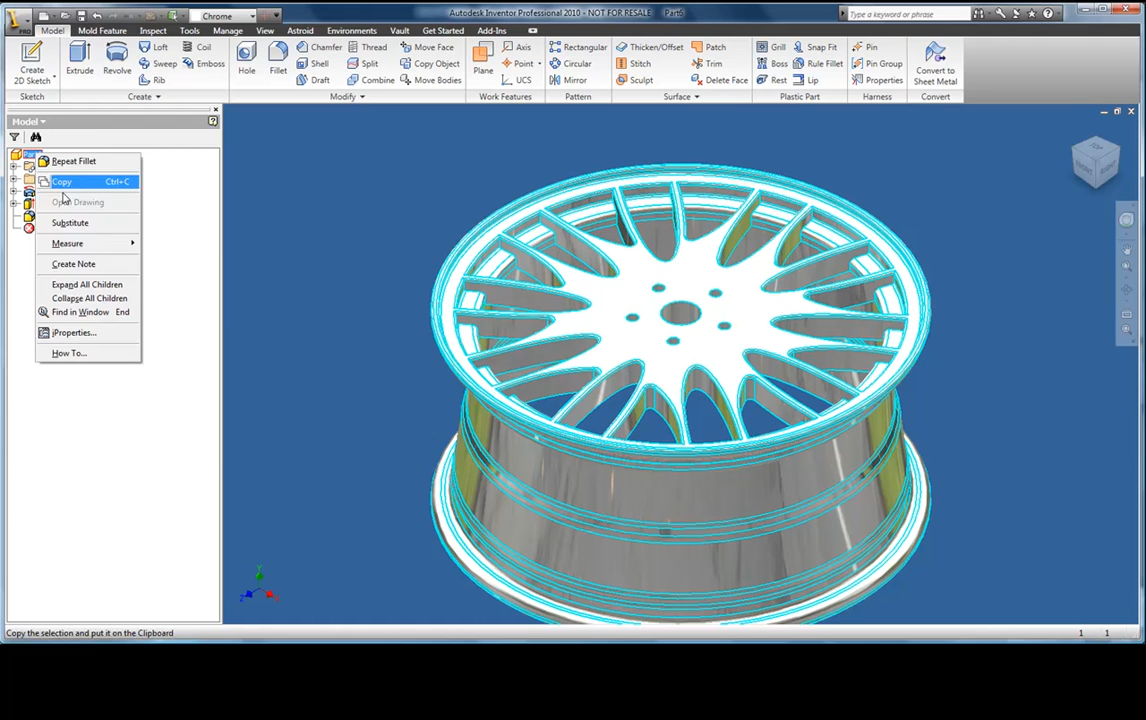 Chrome
Autodesk Inventor Professional 2010 - NOT FOR RESALE Part6
Type a keyword or phrase
Model Mold Feature Inspect Tools Manage View Astroid Environments Vault Get Started Add-Ins
Create
2D Sketch
Extrude
Revolve
Loft
Sweep
Rib
Coil
Emboss
Hole
Fillet
Chamfer
Shell
Draft
Thread
Split
Combine
Move Face
Copy Object
Move Bodies
Plane
Axis
Point
UCS
Rectangular
Circular
Mirror
Thicken/Offset
Stitch
Sculpt
Patch
Trim
Delete Face
Grill
Boss
Rest
Snap Fit
Rule Fillet
Lip
Pin
Pin Group
Properties
Convert to
Sheet Metal
Sketch Create Modify Work Features Pattern Surface Plastic Part Harness Convert
Model
Repeat Fillet
Copy Ctrl+C
Open Drawing
Substitute
Measure
Create Note
Expand All Children
Collapse All Children
Find in Window End
iProperties...
How To...
TOP
FRONT
RIGHT
Y
Z
X
Copy the selection and put it on the Clipboard
1 1